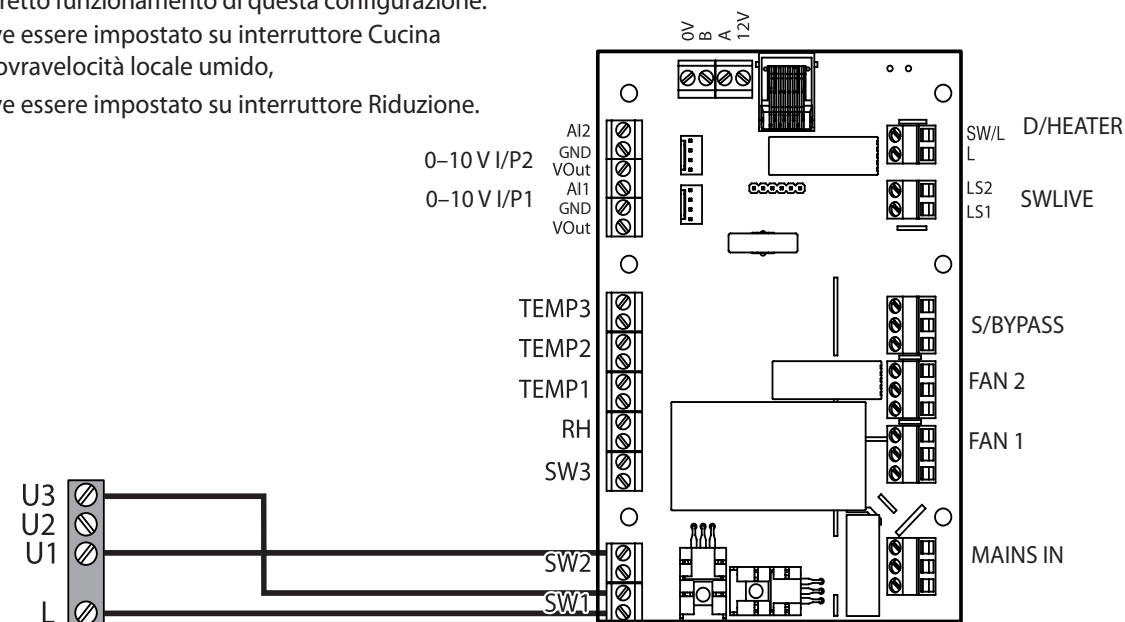 retto funzionamento di questa configurazione.
ve essere impostato su interruttore Cucina
ovravelocità locale umido,
ve essere impostato su interruttore Riduzione.
0V
B
A
12V
AI2
GND
VOut
AI1
GND
VOut
0–10 V I/P2
0–10 V I/P1
SW/L
L
D/HEATER
LS2
LS1
SWLIVE
TEMP3
TEMP2
TEMP1
RH
SW3
S/BYPASS
FAN 2
FAN 1
MAINS IN
U3
U2
U1
L
SW2
SW1